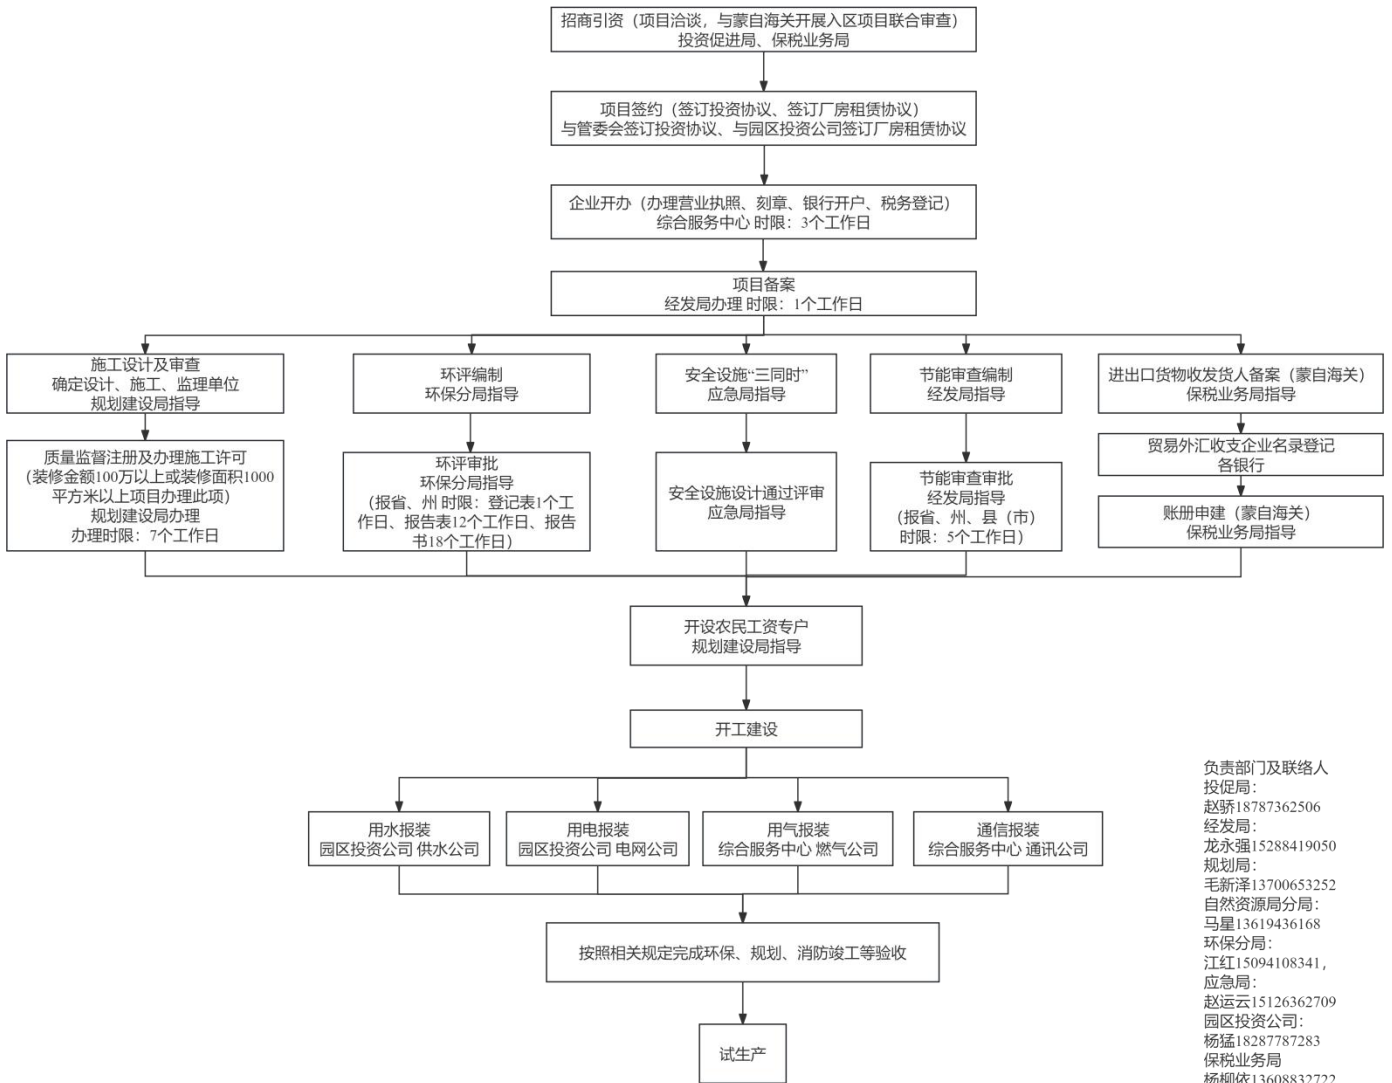 招商引资（项目洽谈，与蒙自海关开展入区项目联合审查）
投资促进局、保税业务局
项目签约（签订投资协议、签订厂房租赁协议）
与管委会签订投资协议、与园区投资公司签订厂房租赁协议
企业开办（办理营业执照、刻章、银行开户、税务登记）
综合服务中心 时限：3个工作日
项目备案
经发局办理 时限：1个工作日
施工设计及审查
确定设计、施工、监理单位
规划建设局指导
环评编制
环保分局指导
安全设施“三同时”
应急局指导
节能审查编制
经发局指导
进出口货物收发货人备案（蒙自海关）
保税业务局指导
质量监督注册及办理施工许可
（装修金额100万以上或装修面积1000
平方米以上项目办理此项）
规划建设局办理
办理时限：7个工作日
环评审批
环保分局指导
（报省、州 时限：登记表1个工
作日、报告表12个工作日、报告
书18个工作日）
安全设施设计通过评审
应急局指导
节能审查审批
经发局指导
（报省、州、县（市）
时限：5个工作日）
贸易外汇收支企业名录登记
各银行
账册申建（蒙自海关）
保税业务局指导
开设农民工资专户
规划建设局指导
开工建设
用水报装
园区投资公司 供水公司
用电报装
园区投资公司 电网公司
用气报装
综合服务中心 燃气公司
通信报装
综合服务中心 通讯公司
按照相关规定完成环保、规划、消防竣工等验收
试生产
负责部门及联络人
投促局：
赵骄18787362506
经发局：
龙永强15288419050
规划局：
毛新泽13700653252
自然资源局分局：
马星13619436168
环保分局：
江红15094108341，
应急局：
赵运云15126362709
园区投资公司：
杨猛18287787283
保税业务局
杨柳依13608832722